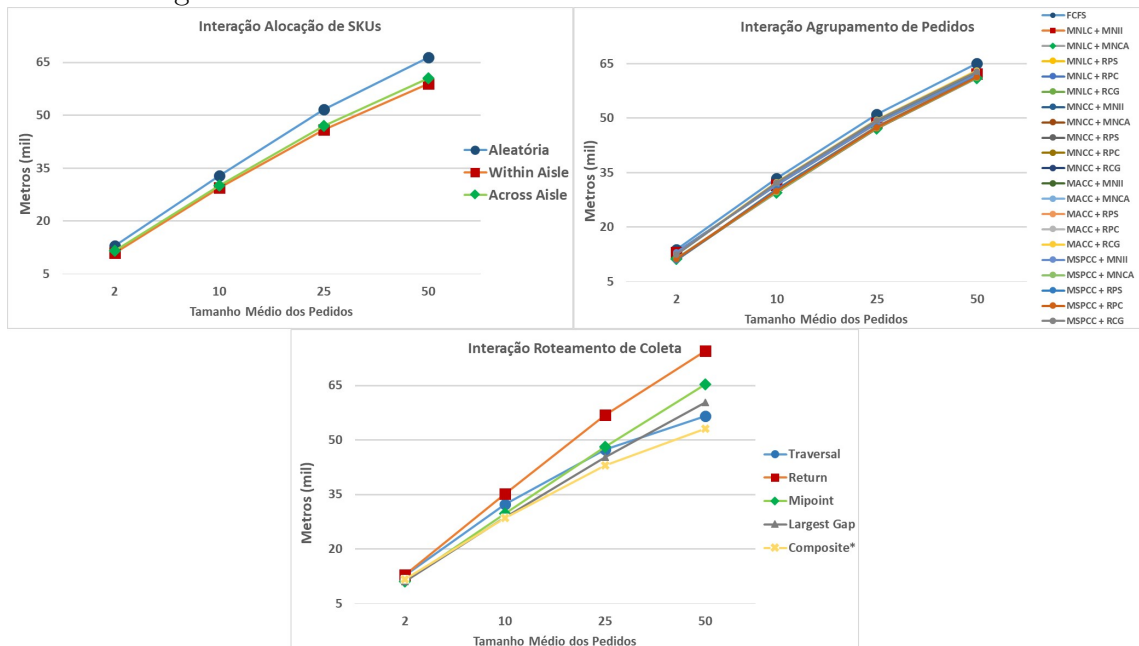 Interação Alocação de SKUs
Metros (mil)
65
50
35
20
5
2 10 25 50
Tamanho Médio dos Pedidos
Aleatória
Within Aisle
Across Aisle
Interação Agrupamento de Pedidos
Metros (mil)
65
50
35
20
5
2 10 25 50
Tamanho Médio dos Pedidos
FCFS
MNLC + MNII
MNLC + MNCA
MNLC + RPS
MNLC + RPC
MNLC + RCG
MNCC + MNII
MNCC + MNCA
MNCC + RPS
MNCC + RPC
MNCC + RCG
MACC + MNII
MACC + MNCA
MACC + RPS
MACC + RPC
MACC + RCG
MSPCC + MNII
MSPCC + MNCA
MSPCC + RPS
MSPCC + RPC
MSPCC + RCG
Interação Roteamento de Coleta
Metros (mil)
65
50
35
20
5
2 10 25 50
Tamanho Médio dos Pedidos
Traversal
Return
Mipoint
Largest Gap
Composite*